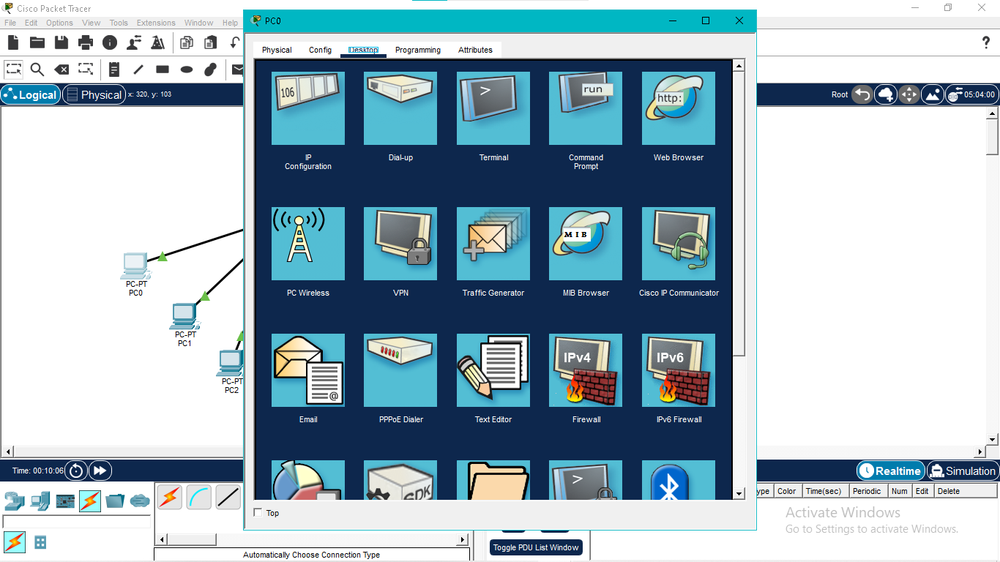 Cisco Packet Tracer
File Edit Options View Tools Extensions Window Help
PC0
Physical Config Desktop Programming Attributes
?
Logical Physical x: 320, y: 103
Root 05:04:00
106
>
run
http:
IP
Configuration
Dial-up
Terminal
Command
Prompt
Web Browser
MIB
PC Wireless
VPN
Traffic Generator
MIB Browser
Cisco IP Communicator
@
IPv4
IPv6
Email
PPPoE Dialer
Text Editor
Firewall
IPv6 Firewall
SDK
>
PC-PT
PC0
PC-PT
PC1
PC-PT
PC2
Top
Time: 00:10:06
Realtime Simulation
ype Color Time(sec) Periodic Num Edit Delete
Toggle PDU List Window
Automatically Choose Connection Type
Activate Windows
Go to Settings to activate Windows.